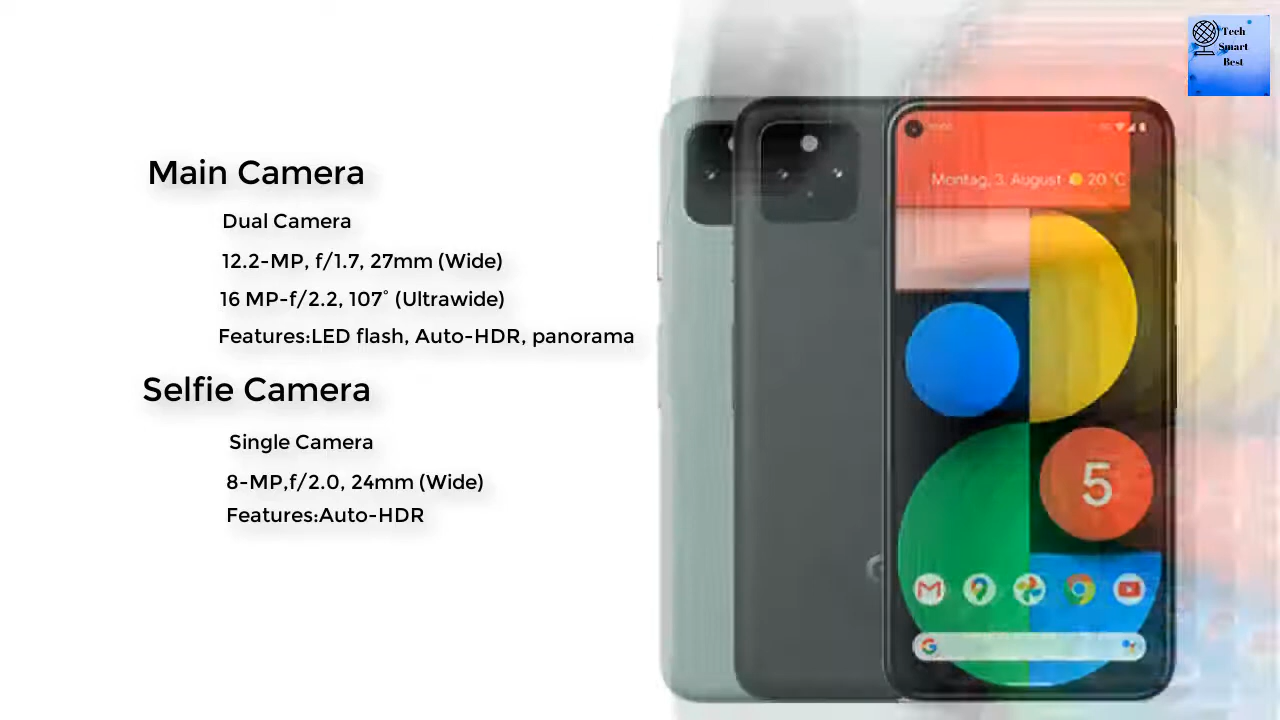 Tech
Smart
Best
Main Camera
Dual Camera
12.2-MP, f/1.7, 27mm (Wide)
16 MP-f/2.2, 107° (Ultrawide)
Features:LED flash, Auto-HDR, panorama
Selfie Camera
Single Camera
8-MP,f/2.0, 24mm (Wide)
Features:Auto-HDR
Montag, 3. August 20 °C
5